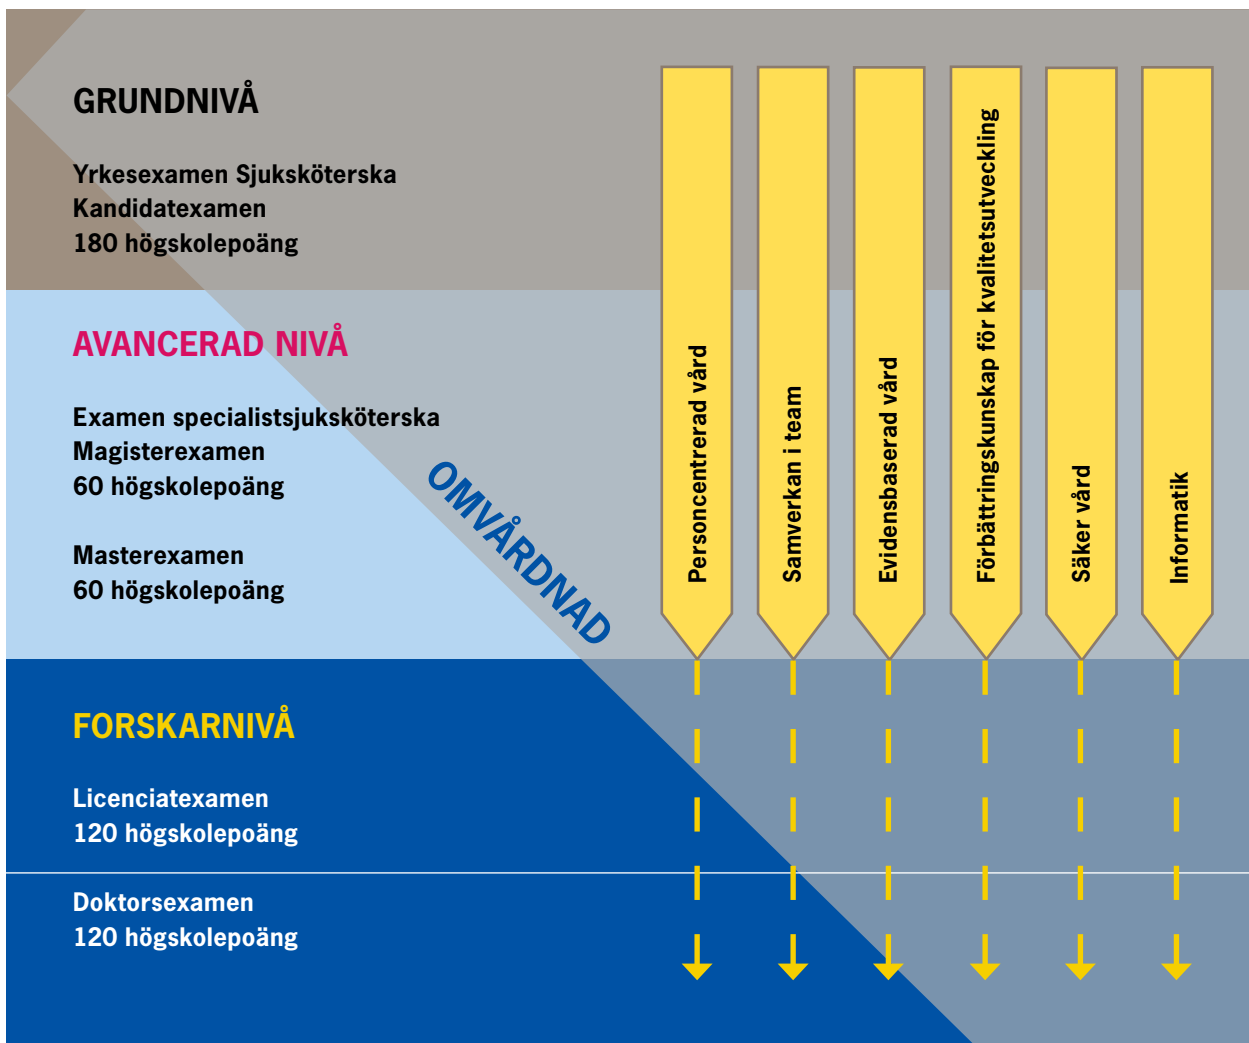 GRUNDNIVÅ
Yrkesexamen Sjuksköterska
Kandidatexamen
180 högskolepoäng
AVANCERAD NIVÅ
Examen specialistsjuksköterska
Magisterexamen
60 högskolepoäng
Masterexamen
60 högskolepoäng
OMVÅRDNAD
FORSKARNIVÅ
Licenciatexamen
120 högskolepoäng
Doktorsexamen
120 högskolepoäng
Personcentrerad vård
Samverkan i team
Evidensbaserad vård
Förbättringskunskap för kvalitetsutveckling
Säker vård
Informatik